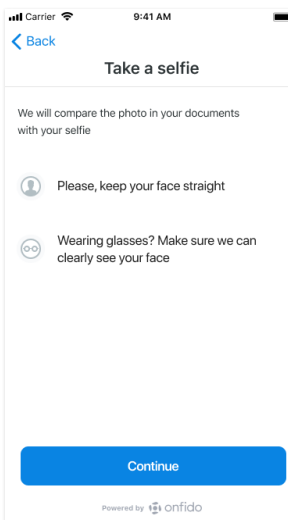 Carrier 9:41 AM
Back
Take a selfie
We will compare the photo in your documents
with your selfie
Please, keep your face straight
Wearing glasses? Make sure we can
clearly see your face
Continue
Powered by onfido